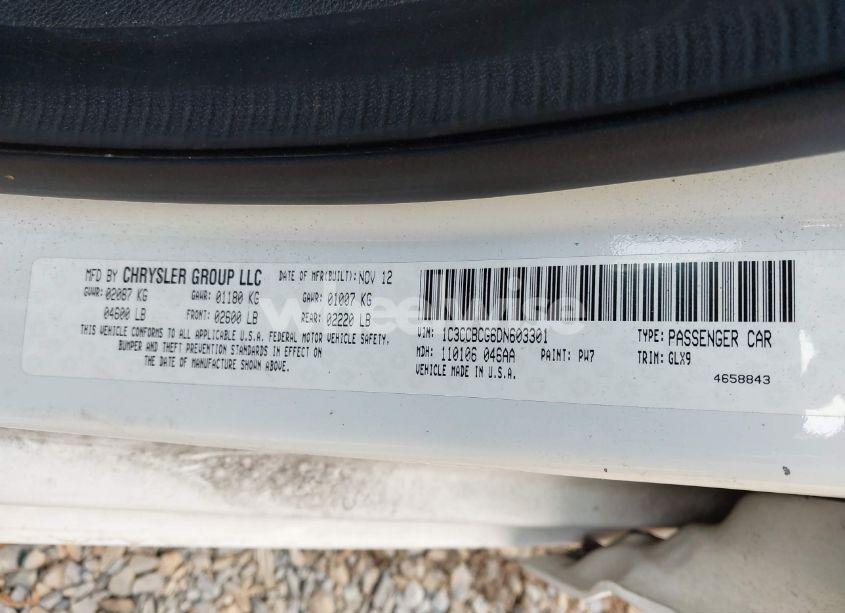 MFD BY CHRYSLER GROUP LLC DATE OF MFR(BUILT): NOV 12
GVWR: 02087 KG GAWR: 01180 KG GAWR: 01007 KG
04600 LB FRONT: 02600 LB REAR: 02220 LB
THIS VEHICLE CONFORMS TO ALL APPLICABLE U.S.A. FEDERAL MOTOR VEHICLE SAFETY,
BUMPER AND THEFT PREVENTION STANDARDS IN EFFECT ON
THE DATE OF MANUFACTURE SHOWN ABOVE.
VIN: 1C3CCBCG6DN603301 TYPE: PASSENGER CAR
MDH: 110106 046AA PAINT: PW7 TRIM: GLX9
VEHICLE MADE IN U.S.A.
4658843